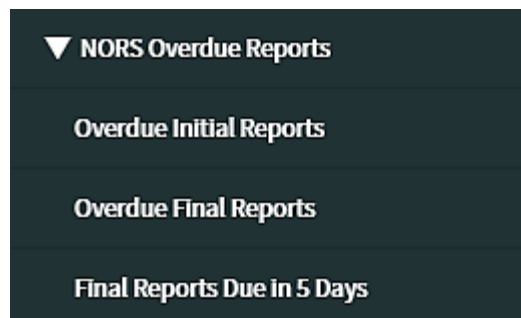 NORS Overdue Reports
Overdue Initial Reports
Overdue Final Reports
Final Reports Due in 5 Days